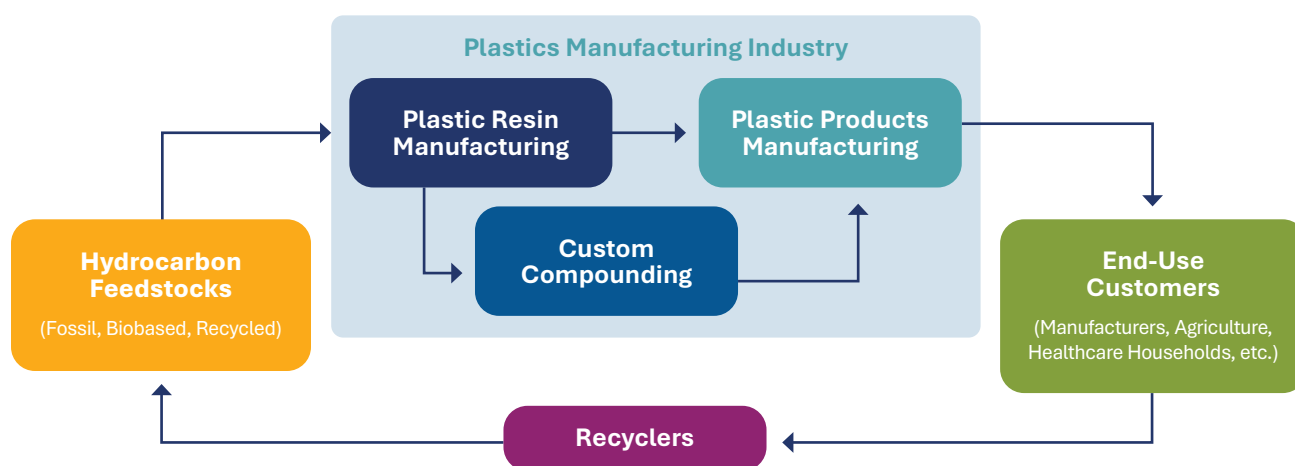 Plastics Manufacturing Industry
Plastic Resin
Manufacturing
Plastic Products
Manufacturing
Custom
Compounding
Hydrocarbon
Feedstocks
(Fossil, Biobased, Recycled)
End-Use
Customers
(Manufacturers, Agriculture,
Healthcare Households, etc.)
Recyclers